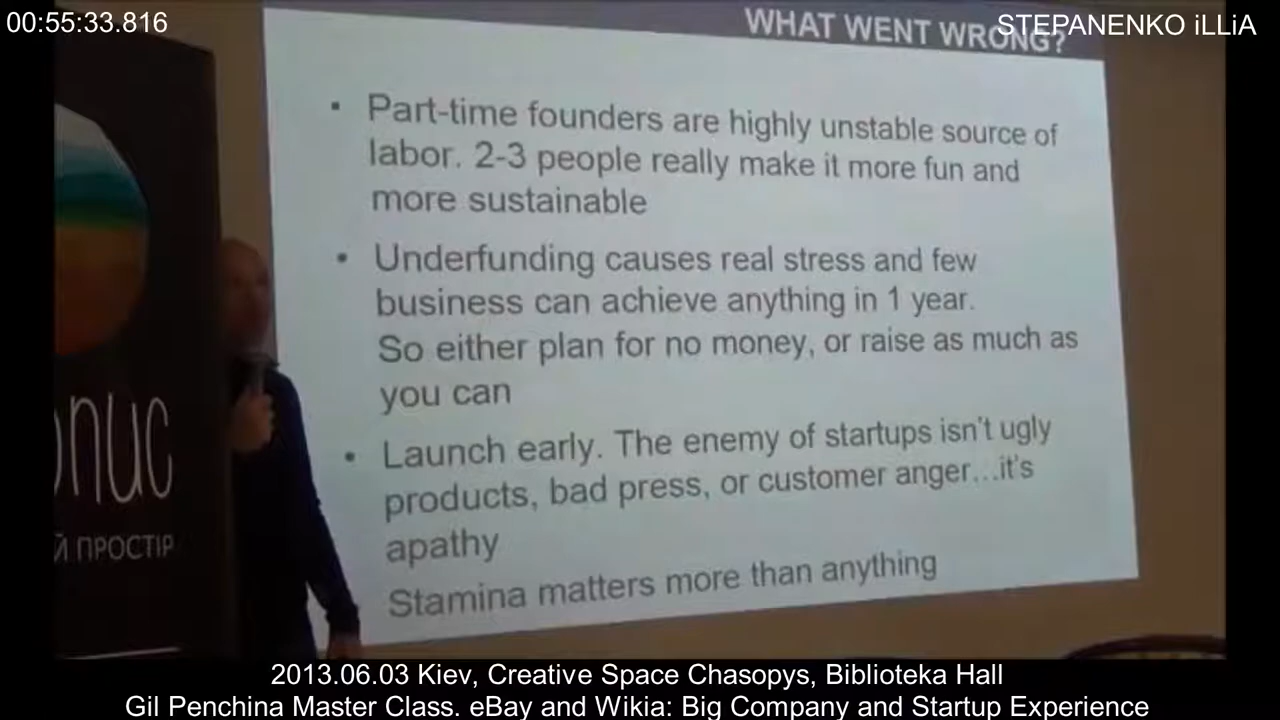 00:55:33.816
STEPANENKO iLLiA
WHAT WENT WRONG?
• Part-time founders are highly unstable source of
labor. 2-3 people really make it more fun and
more sustainable
• Underfunding causes real stress and few
business can achieve anything in 1 year.
So either plan for no money, or raise as much as
you can
• Launch early. The enemy of startups isn't ugly
products, bad press, or customer anger...it's
apathy
Stamina matters more than anything
опис
Й ПРОСТІР
2013.06.03 Kiev, Creative Space Chasopys, Biblioteka Hall
Gil Penchina Master Class. eBay and Wikia: Big Company and Startup Experience